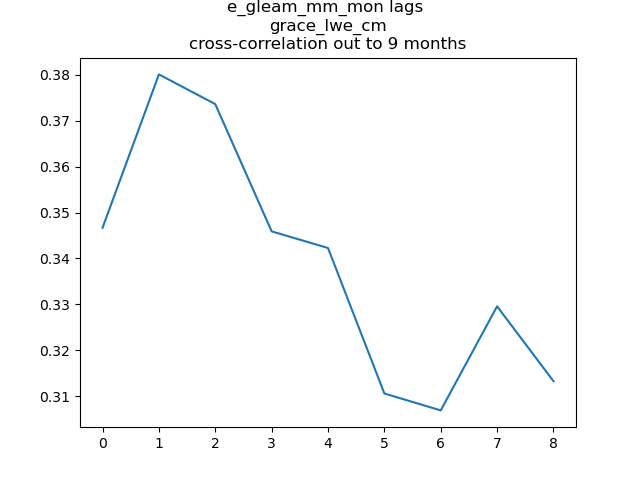 e_gleam_mm_mon lags
grace_lwe_cm
cross-correlation out to 9 months
0.38
0.37
0.36
0.35
0.34
0.33
0.32
0.31
0 1 2 3 4 5 6 7 8